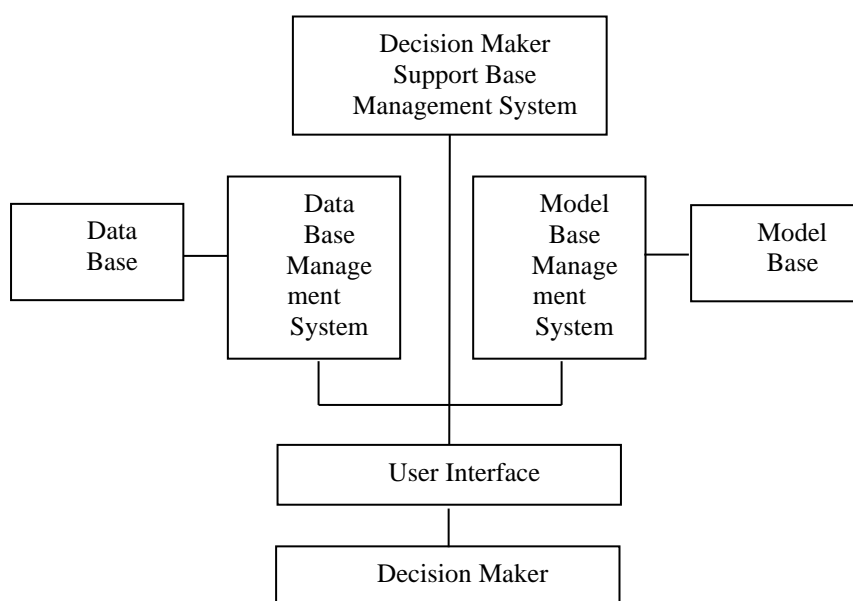 Decision Maker
Support Base
Management System
Data
Base
Data
Base
Manage
ment
System
Model
Base
Manage
ment
System
Model
Base
User Interface
Decision Maker